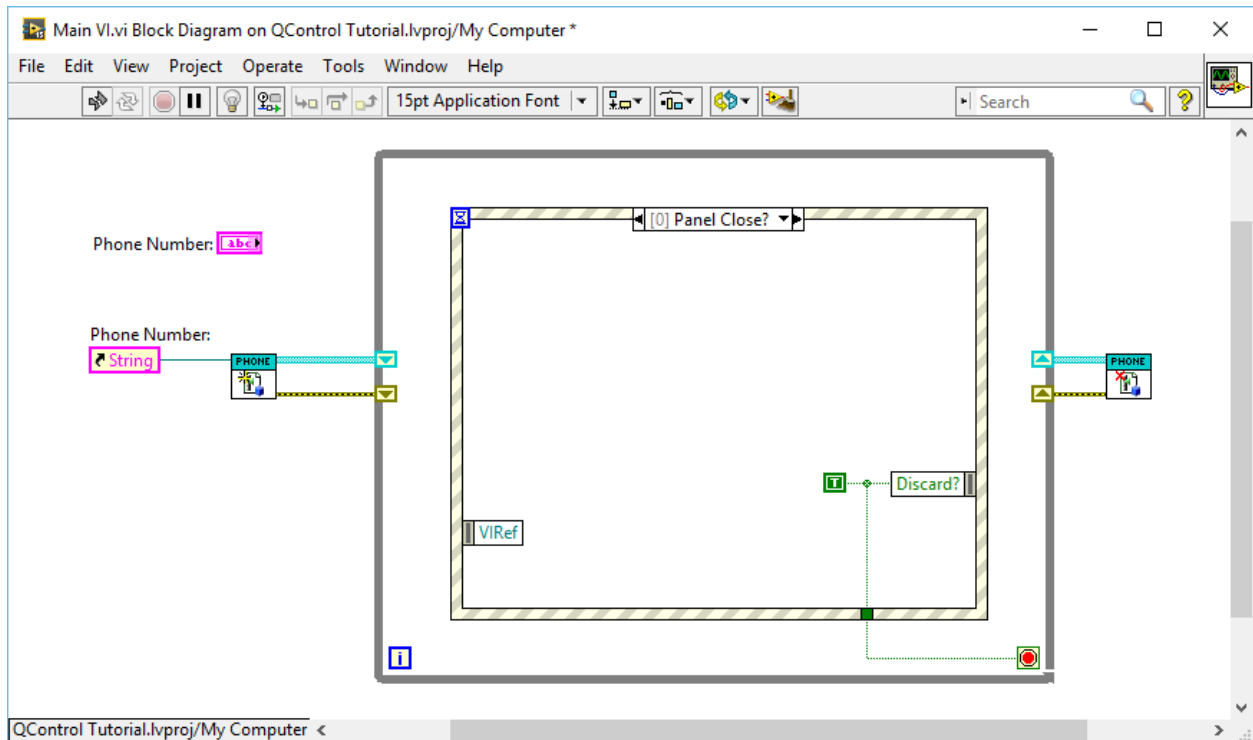 Main VI.vi Block Diagram on QControl Tutorial.lvproj/My Computer *
File Edit View Project Operate Tools Window Help
15pt Application Font
Search
?
[0] Panel Close?
Phone Number: abc
Phone Number:
String
PHONE
PHONE
T
Discard?
VIRef
i
QControl Tutorial.lvproj/My Computer